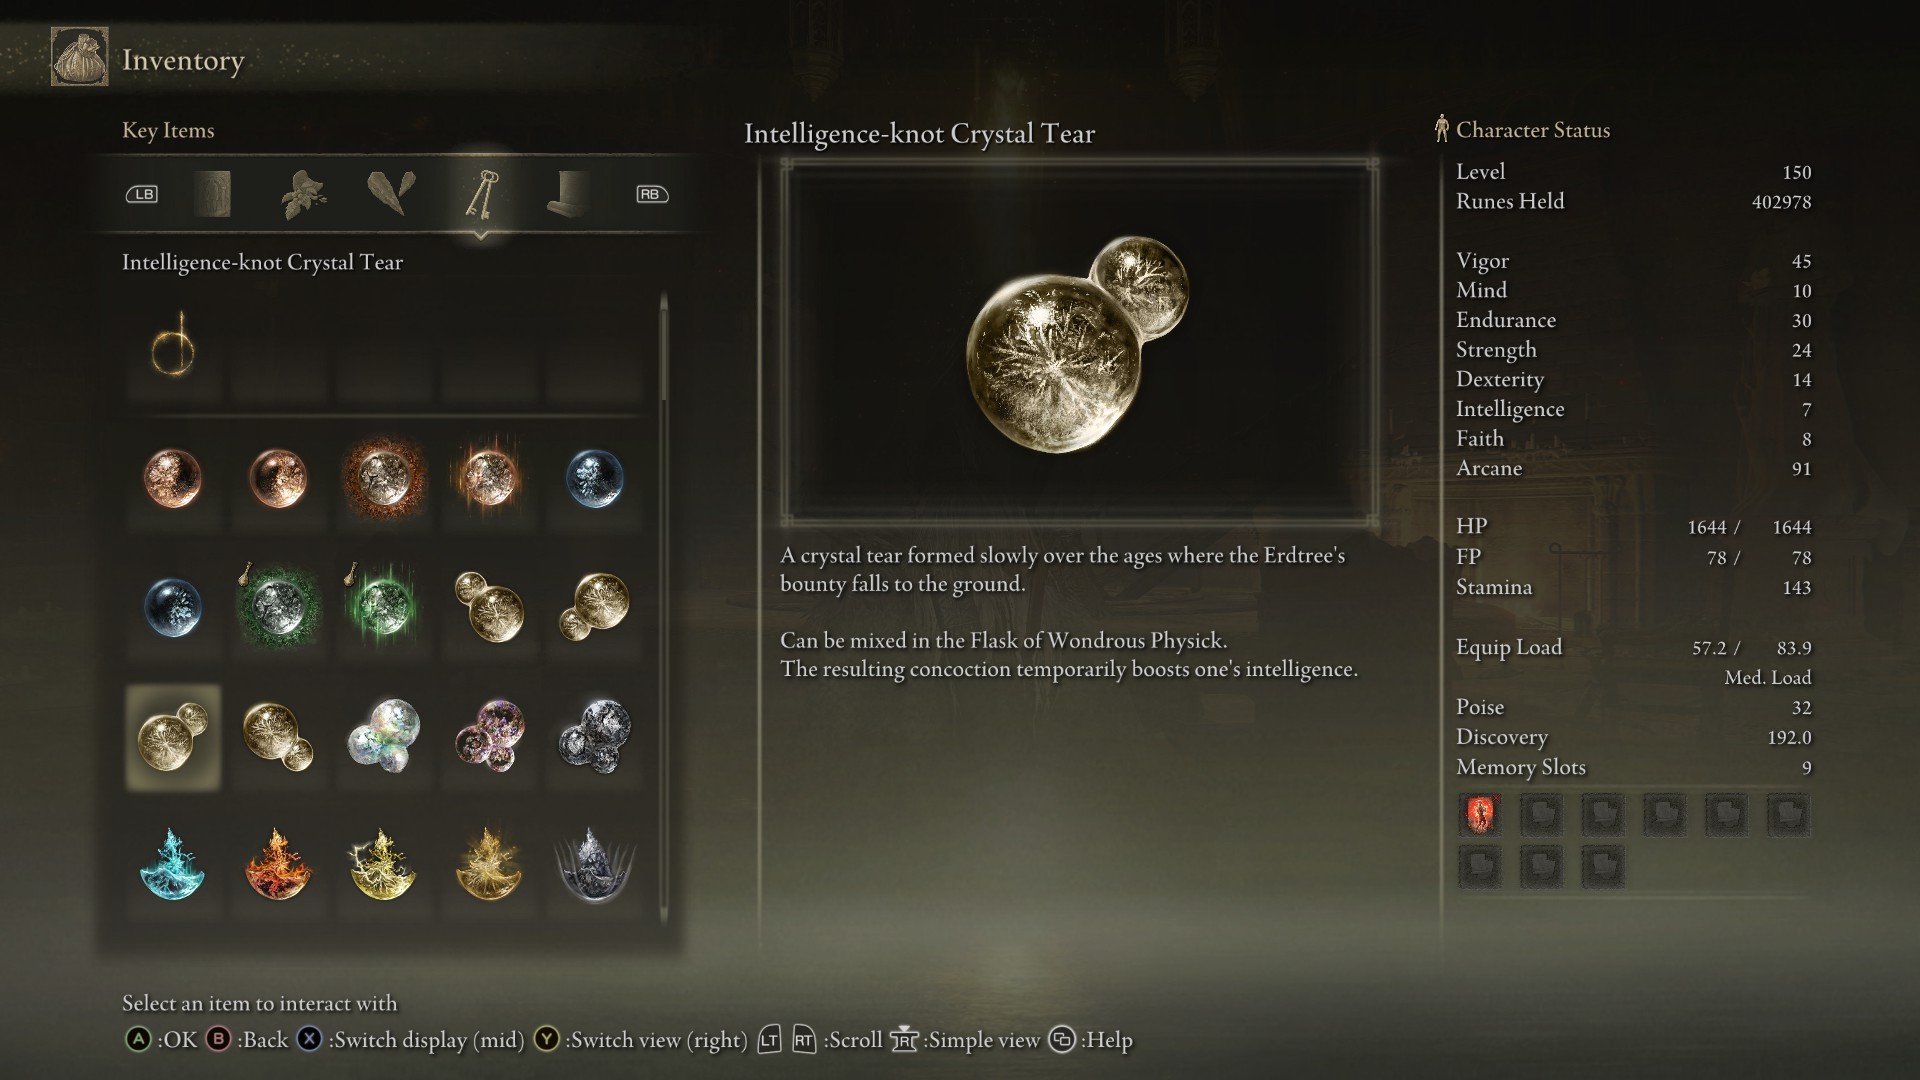 Inventory
Key Items
LB
RB
Intelligence-knot Crystal Tear
Intelligence-knot Crystal Tear
A crystal tear formed slowly over the ages where the Erdtree's
bounty falls to the ground.
Can be mixed in the Flask of Wondrous Physick.
The resulting concoction temporarily boosts one's intelligence.
Character Status
Level 150
Runes Held 402978
Vigor 45
Mind 10
Endurance 30
Strength 24
Dexterity 14
Intelligence 7
Faith 8
Arcane 91
HP 1644 / 1644
FP 78 / 78
Stamina 143
Equip Load 57.2 / 83.9
Med. Load
Poise 32
Discovery 192.0
Memory Slots 9
Select an item to interact with
A :OK B :Back X :Switch display (mid) Y :Switch view (right) LT RT :Scroll R :Simple view :Help